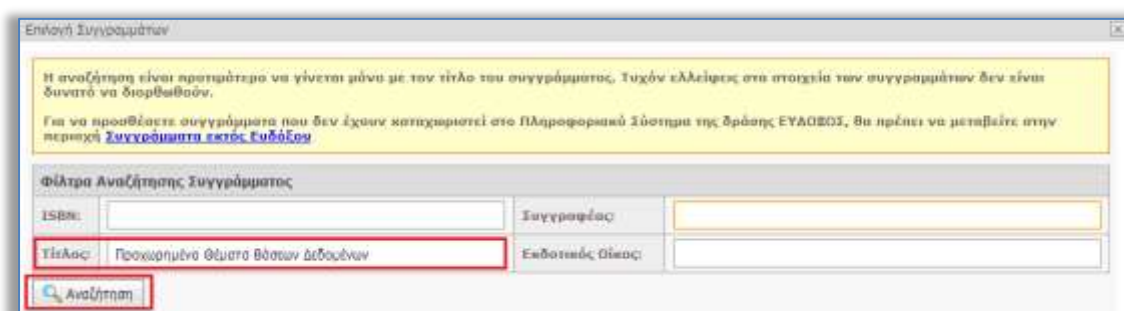 Επιλογή Συγγραμμάτων
Η αναζήτηση είναι προτιμότερο να γίνεται μόνο με τον τίτλο του συγγράμματος. Τυχόν ελλείψεις στα στοιχεία των συγγραμμάτων δεν είναι
δυνατό να διορθωθούν.
Για να προσθέσετε συγγράμματα που δεν έχουν καταχωριστεί στο Πληροφοριακό Σύστημα της δράσης ΕΥΔΟΞΟΣ, θα πρέπει να μεταβείτε στην
περιοχή Συγγράμματα εκτός Ευδόξου
Φίλτρα Αναζήτησης Συγγράμματος
ISBN: Συγγραφέας:
Τίτλος: Προχωρημένα Θέματα Βάσεων Δεδομένων Εκδοτικός Οίκος:
Αναζήτηση